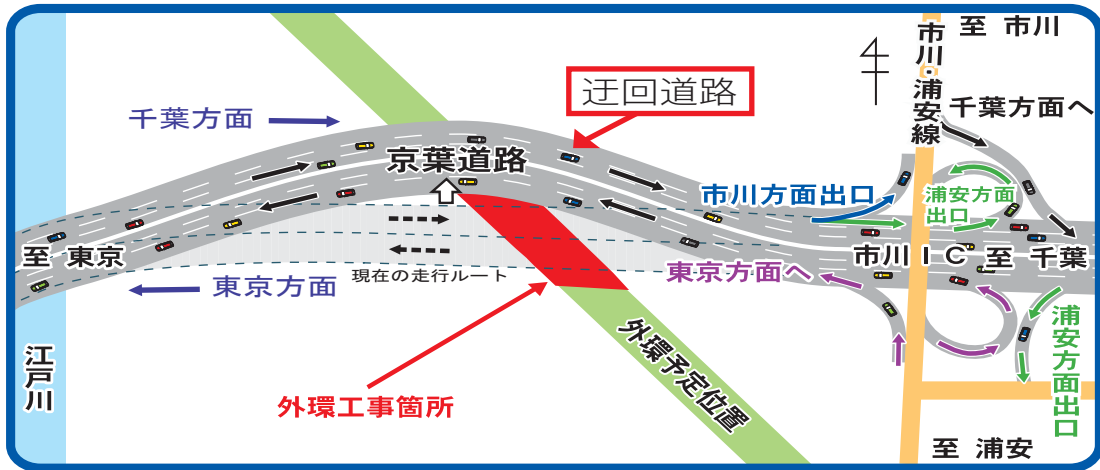 至 市川
市川・浦安線
千葉方面へ
迂回道路
千葉方面
京葉道路
市川方面出口
浦安方面
出口
至 東京
現在の走行ルート
東京方面
東京方面へ
市川ＩＣ
至 千葉
江戸川
外環予定位置
浦安方面出口
外環工事箇所
至 浦安